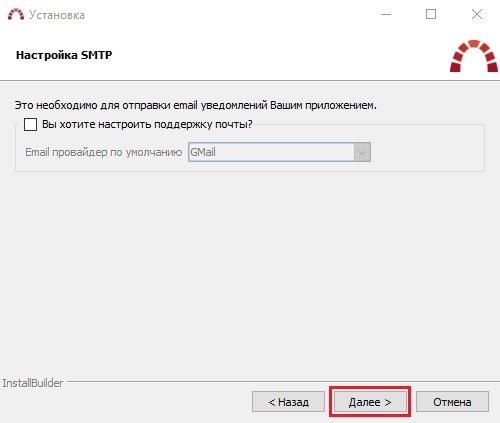 Установка
Настройка SMTP
Это необходимо для отправки email уведомлений Вашим приложением.
Вы хотите настроить поддержку почты?
Email провайдер по умолчанию GMail
InstallBuilder
< Назад Далее > Отмена